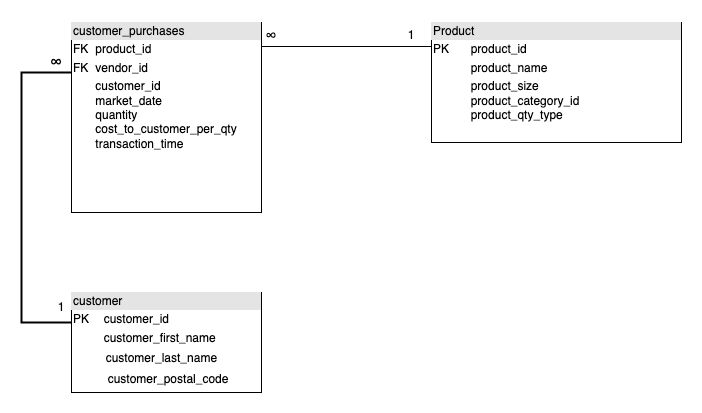 customer_purchases
FK product_id
FK vendor_id
customer_id
market_date
quantity
cost_to_customer_per_qty
transaction_time
∞
∞
1
Product
PK product_id
product_name
product_size
product_category_id
product_qty_type
1
customer
PK customer_id
customer_first_name
customer_last_name
customer_postal_code